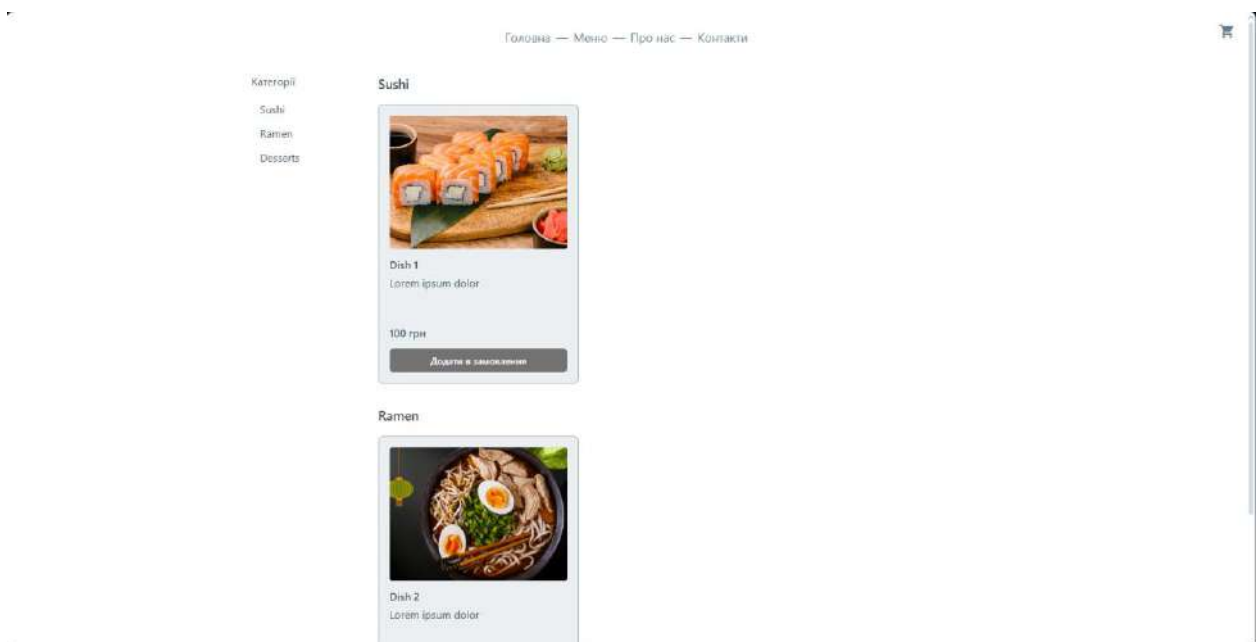 Головна — Меню — Про нас — Контакти
Категорії
Sushi
Ramen
Desserts
Sushi
Dish 1
Lorem ipsum dolor
100 грн
Додати в замовлення
Ramen
Dish 2
Lorem ipsum dolor